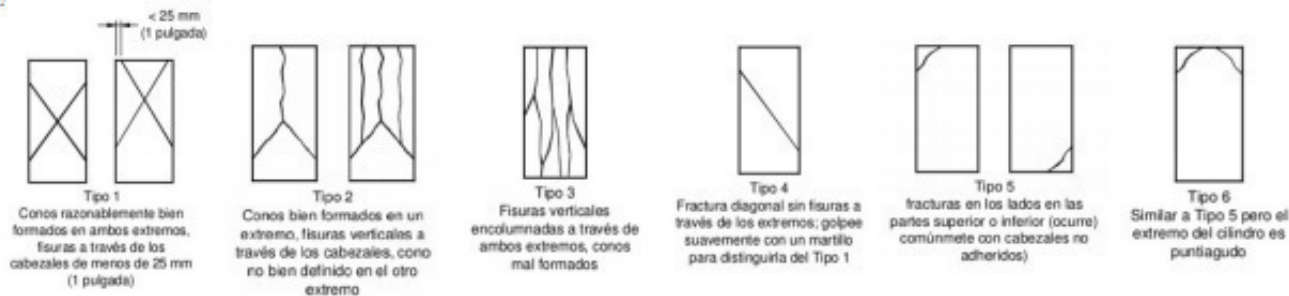 < 25 mm
(1 pulgada)
Tipo 1
Conos razonablemente bien
formados en ambos extremos,
fisuras a través de los
cabezales de menos de 25 mm
(1 pulgada)
Tipo 2
Conos bien formados en un
extremo, fisuras verticales a
través de los cabezales, cono
no bien definido en el otro
extremo
Tipo 3
Fisuras verticales
encolumnadas a través de
ambos extremos, conos
mal formados
Tipo 4
Fractura diagonal sin fisuras a
través de los extremos; golpee
suavemente con un martillo
para distinguirla del Tipo 1
Tipo 5
fracturas en los lados en las
partes superior o inferior (ocurre)
comúnmete con cabezales no
adheridos)
Tipo 6
Similar a Tipo 5 pero el
extremo del cilindro es
puntiagudo